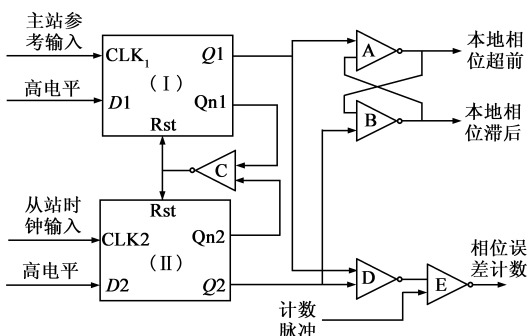 主站参
考输入
CLK1
Q1
(Ⅰ)
高电平
D1
Qn1
Rst
A
本地相
位超前
B
本地相
位滞后
C
从站时
钟输入
Rst
CLK2
Qn2
(Ⅱ)
高电平
D2
Q2
D
E
相位误
差计数
计数
脉冲